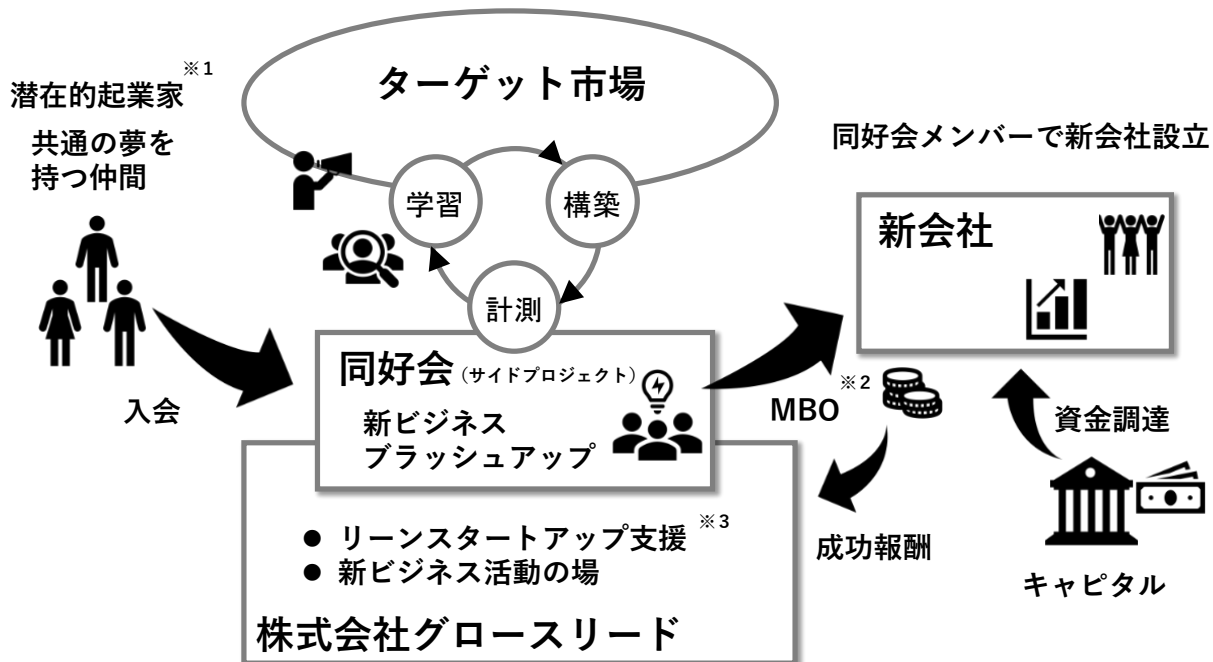 ターゲット市場
潜在的起業家 ※1
共通の夢を
持つ仲間
入会
学習
構築
計測
同好会 (サイドプロジェクト)
新ビジネス
ブラッシュアップ
● リーンスタートアップ支援 ※3
● 新ビジネス活動の場
株式会社グロースリード
同好会メンバーで新会社設立
新会社
MBO ※2
成功報酬
資金調達
キャピタル